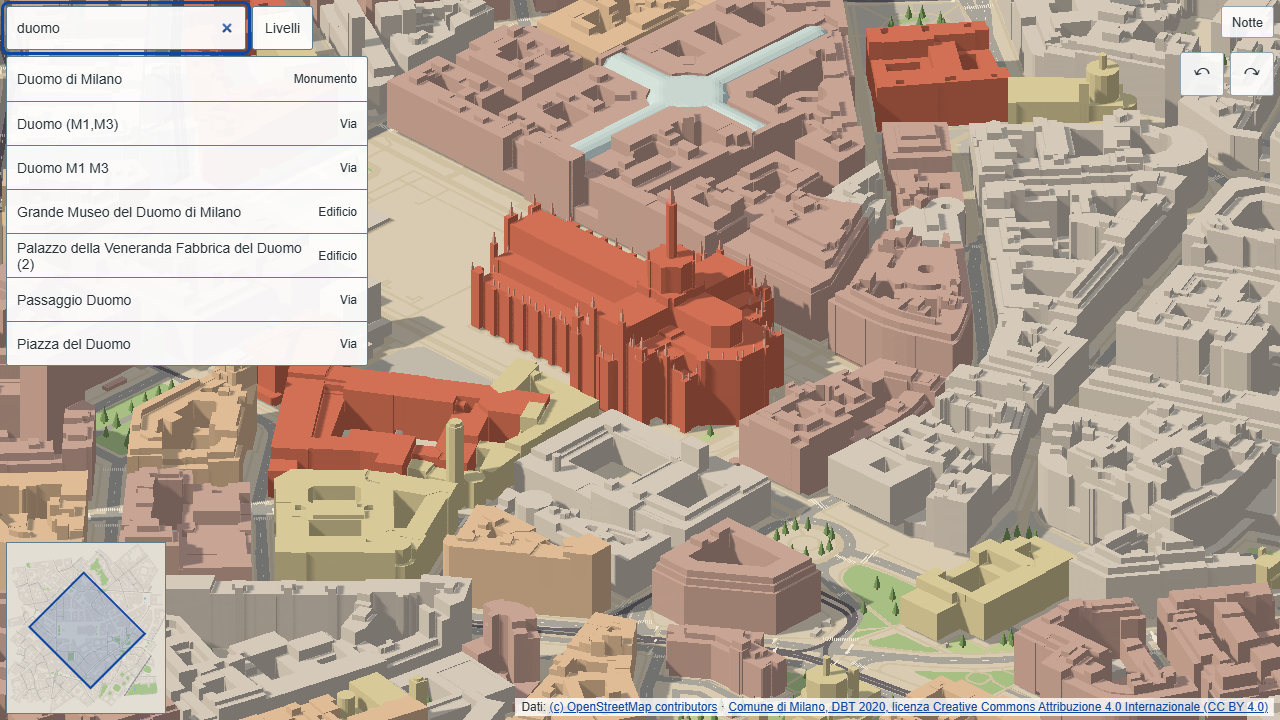 duomo
Livelli
Notte
Duomo di Milano
Monumento
Duomo (M1,M3)
Via
Duomo M1 M3
Via
Grande Museo del Duomo di Milano
Edificio
Palazzo della Veneranda Fabbrica del Duomo
(2)
Edificio
Passaggio Duomo
Via
Piazza del Duomo
Via
Dati: (c) OpenStreetMap contributors · Comune di Milano, DBT 2020, licenza Creative Commons Attribuzione 4.0 Internazionale (CC BY 4.0)